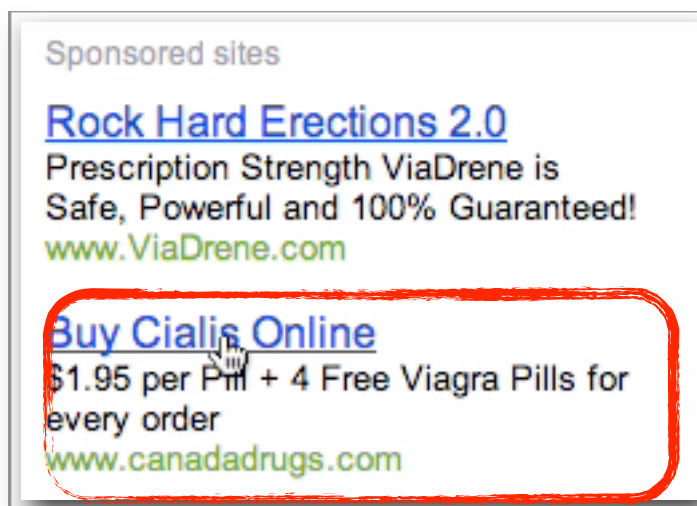 Sponsored sites
Rock Hard Erections 2.0
Prescription Strength ViaDrene is
Safe, Powerful and 100% Guaranteed!
www.ViaDrene.com
Buy Cialis Online
$1.95 per Pill + 4 Free Viagra Pills for
every order
www.canadadrugs.com